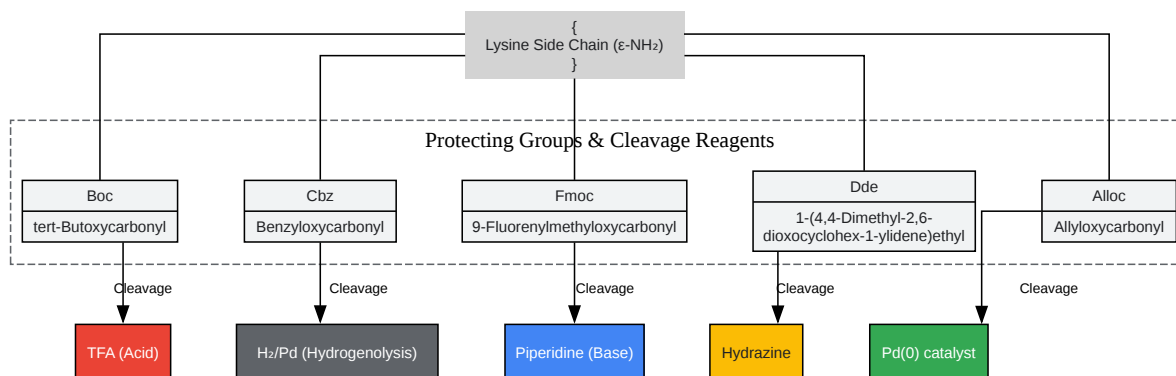 {
Lysine Side Chain (ε-NH₂)
}
Protecting Groups & Cleavage Reagents
Boc
tert-Butoxycarbonyl
Cbz
Benzyloxycarbonyl
Fmoc
9-Fluorenylmethyloxycarbonyl
Dde
1-(4,4-Dimethyl-2,6-
dioxocyclohex-1-ylidene)ethyl
Alloc
Allyloxycarbonyl
Cleavage
Cleavage
Cleavage
Cleavage
Cleavage
TFA (Acid)
H₂/Pd (Hydrogenolysis)
Piperidine (Base)
Hydrazine
Pd(0) catalyst